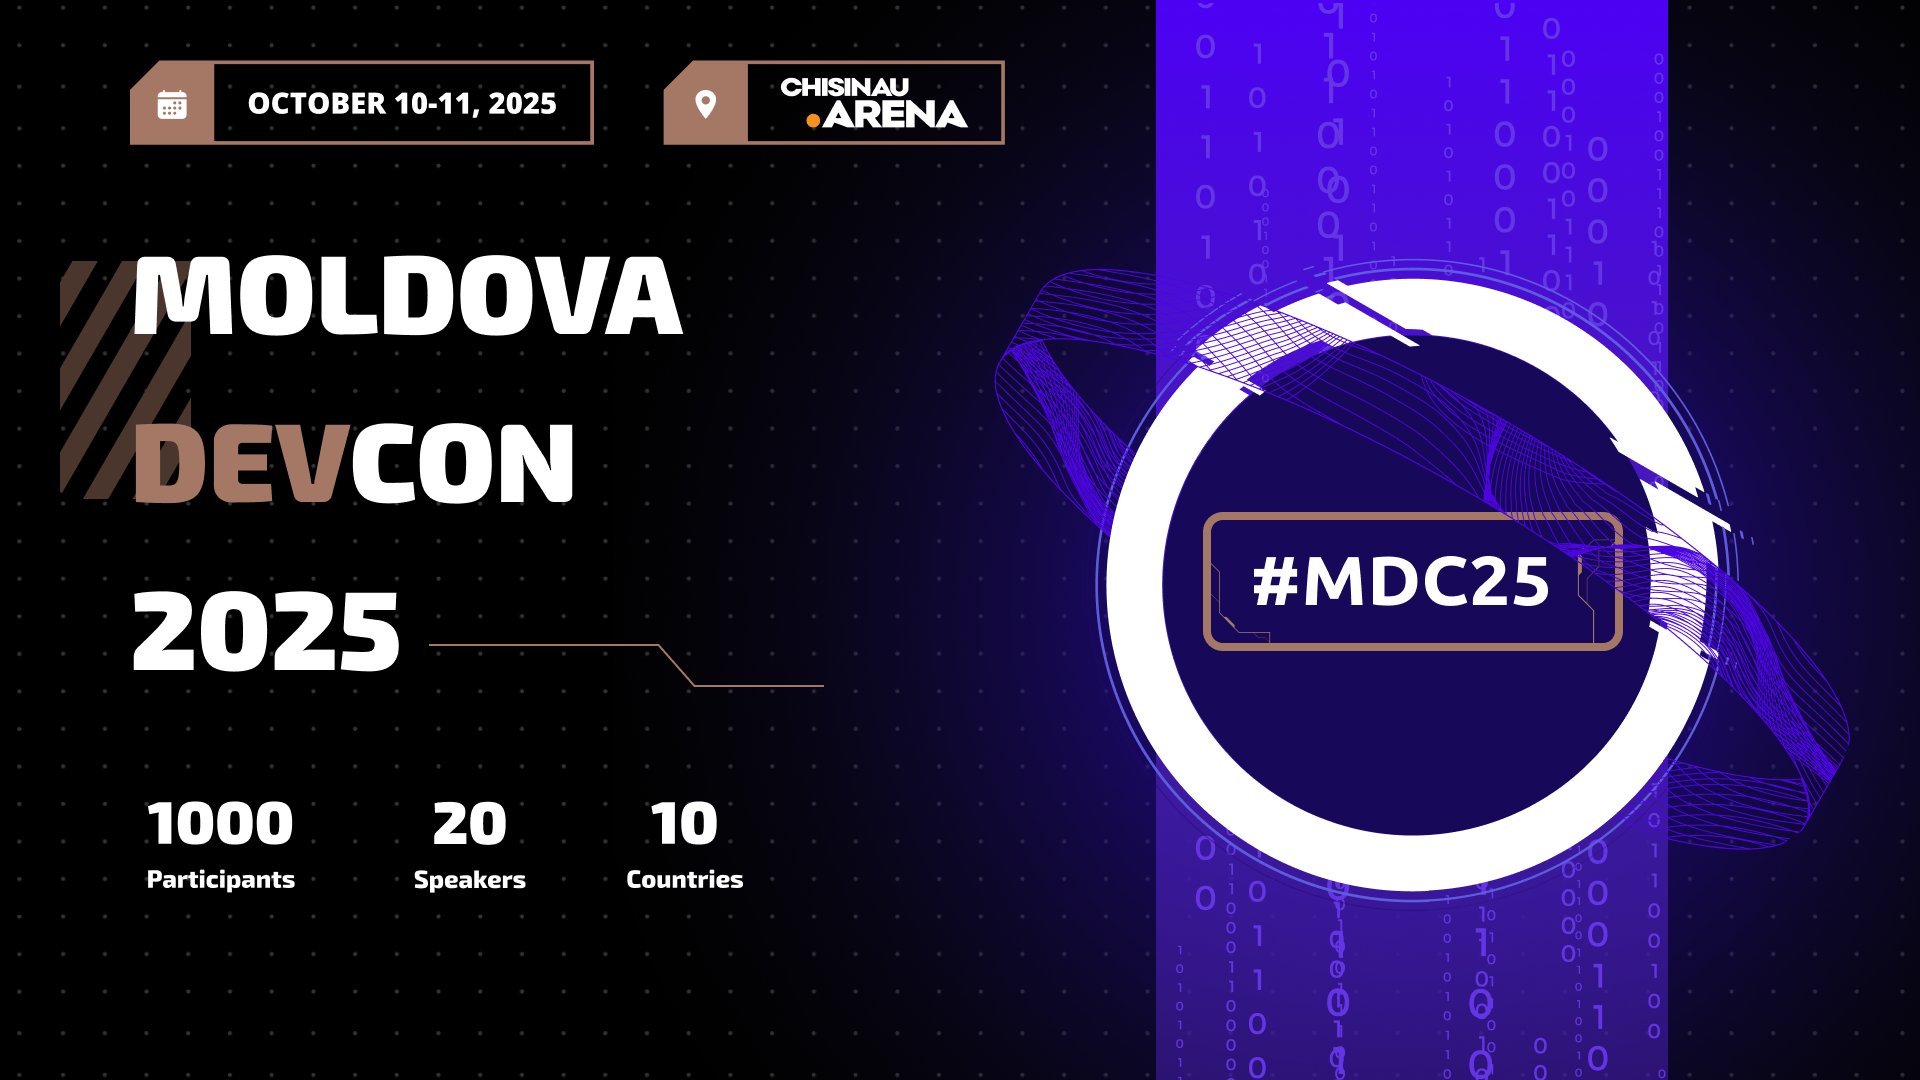 OCTOBER 10-11, 2025
CHISINAU
ARENA
MOLDOVA
DEVCON
2025
1000
Participants
20
Speakers
10
Countries
#MDC25